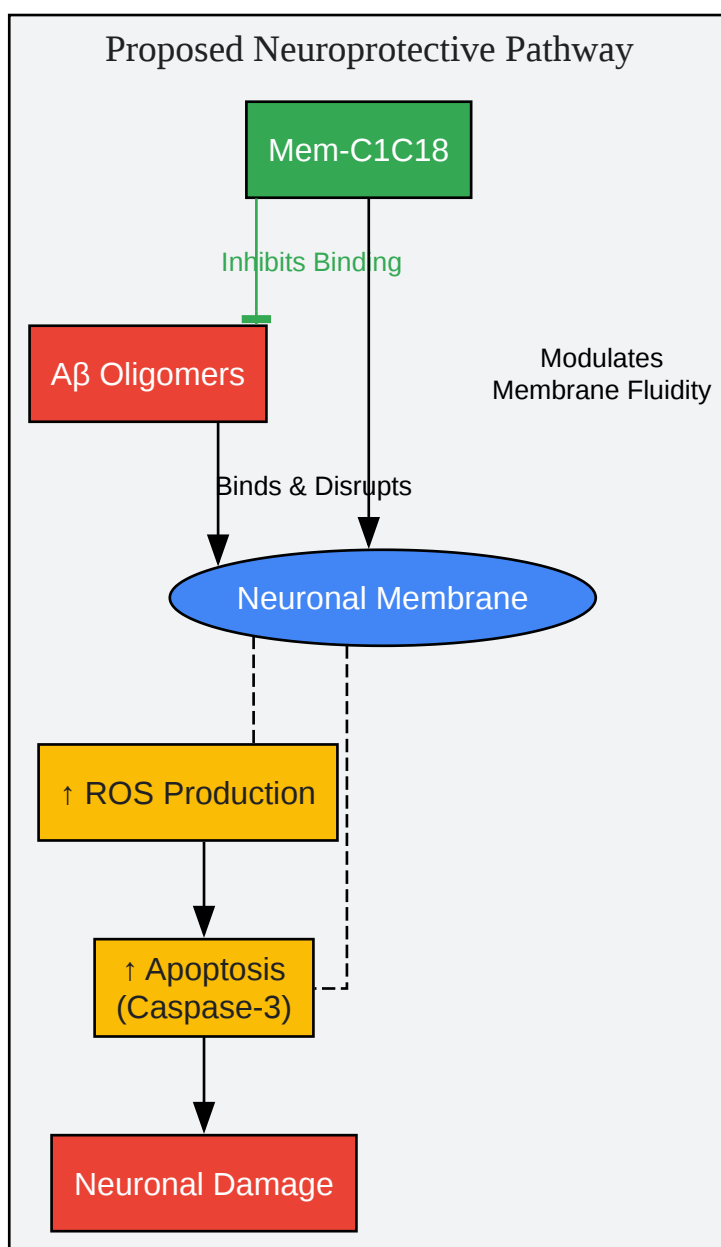 Proposed Neuroprotective Pathway
Mem-C1C18
Inhibits Binding
Aβ Oligomers
Modulates
Membrane Fluidity
Binds & Disrupts
Neuronal Membrane
↑ ROS Production
↑ Apoptosis
(Caspase-3)
Neuronal Damage